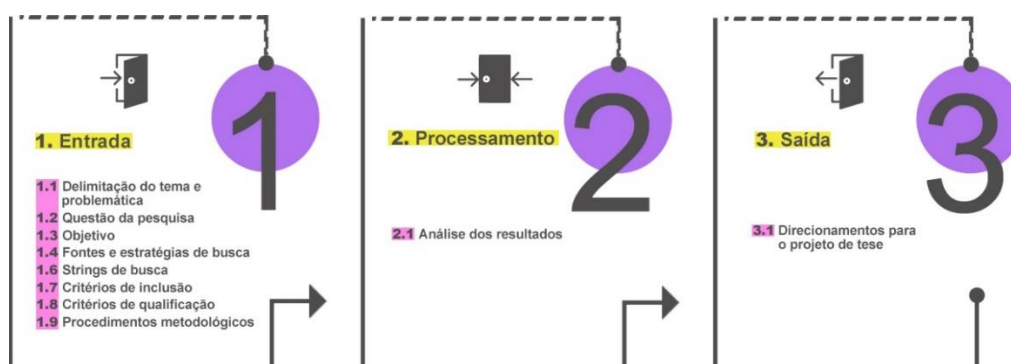 1
1. Entrada
1.1 Delimitação do tema e
problemática
1.2 Questão da pesquisa
1.3 Objetivo
1.4 Fontes e estratégias de busca
1.6 Strings de busca
1.7 Critérios de inclusão
1.8 Critérios de qualificação
1.9 Procedimentos metodológicos
2
2. Processamento
2.1 Análise dos resultados
3
3. Saída
3.1 Direcionamentos para
o projeto de tese